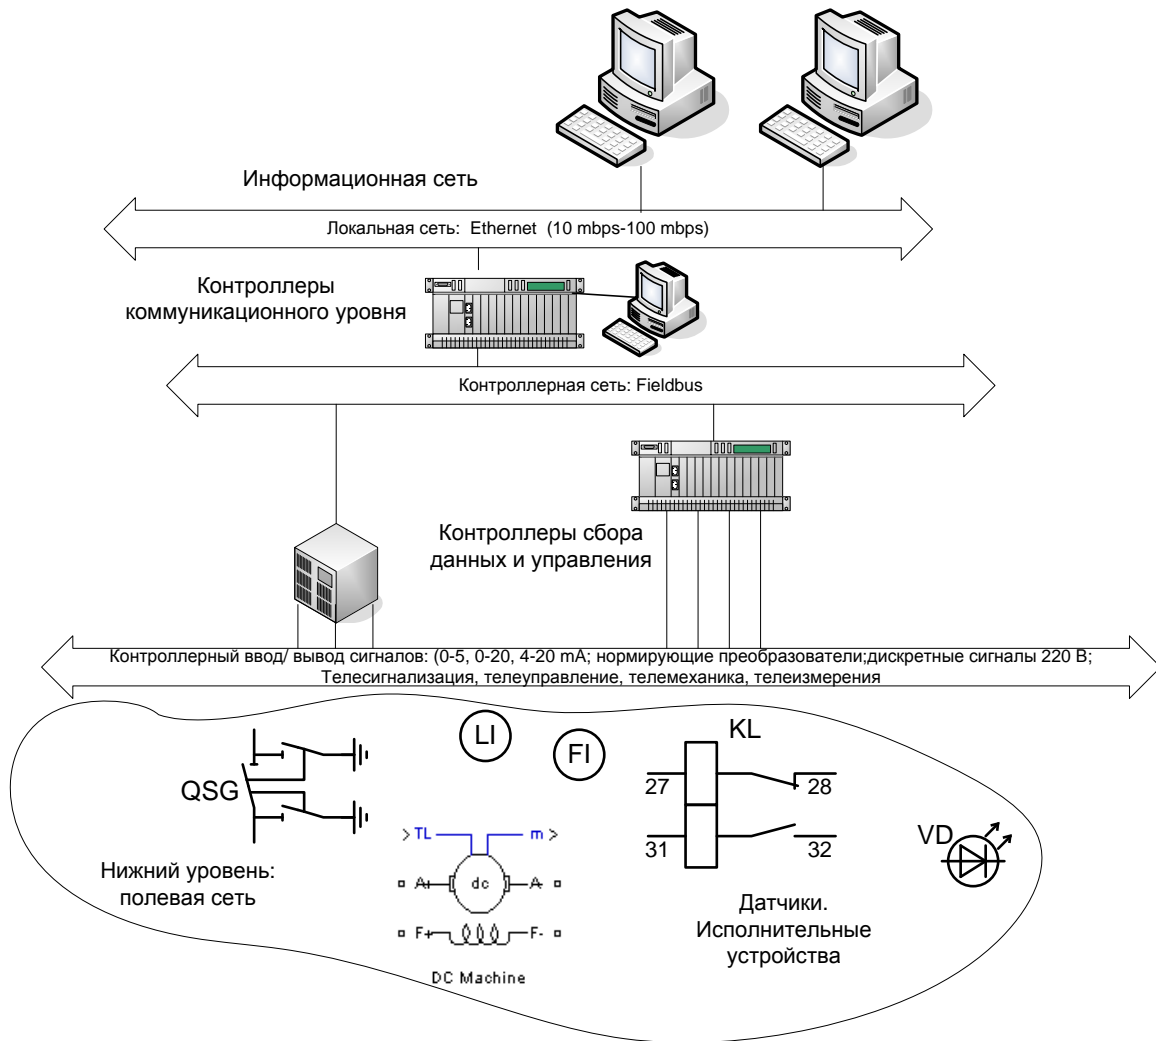 Информационная сеть
Локальная сеть: Ethernet (10 mbps-100 mbps)
Контроллеры
коммуникационного уровня
Контроллерная сеть: Fieldbus
Контроллеры сбора
данных и управления
Контроллерный ввод/ вывод сигналов: (0-5, 0-20, 4-20 mA; нормирующие преобразователи;дискретные сигналы 220 В;
Телесигнализация, телеуправление, телемеханика, телеизмерения
LI
FI
KL
QSG
27
28
31
32
VD
TL
m
A+
dc
A-
F+
F-
DC Machine
Нижний уровень:
полевая сеть
Датчики.
Исполнительные
устройства